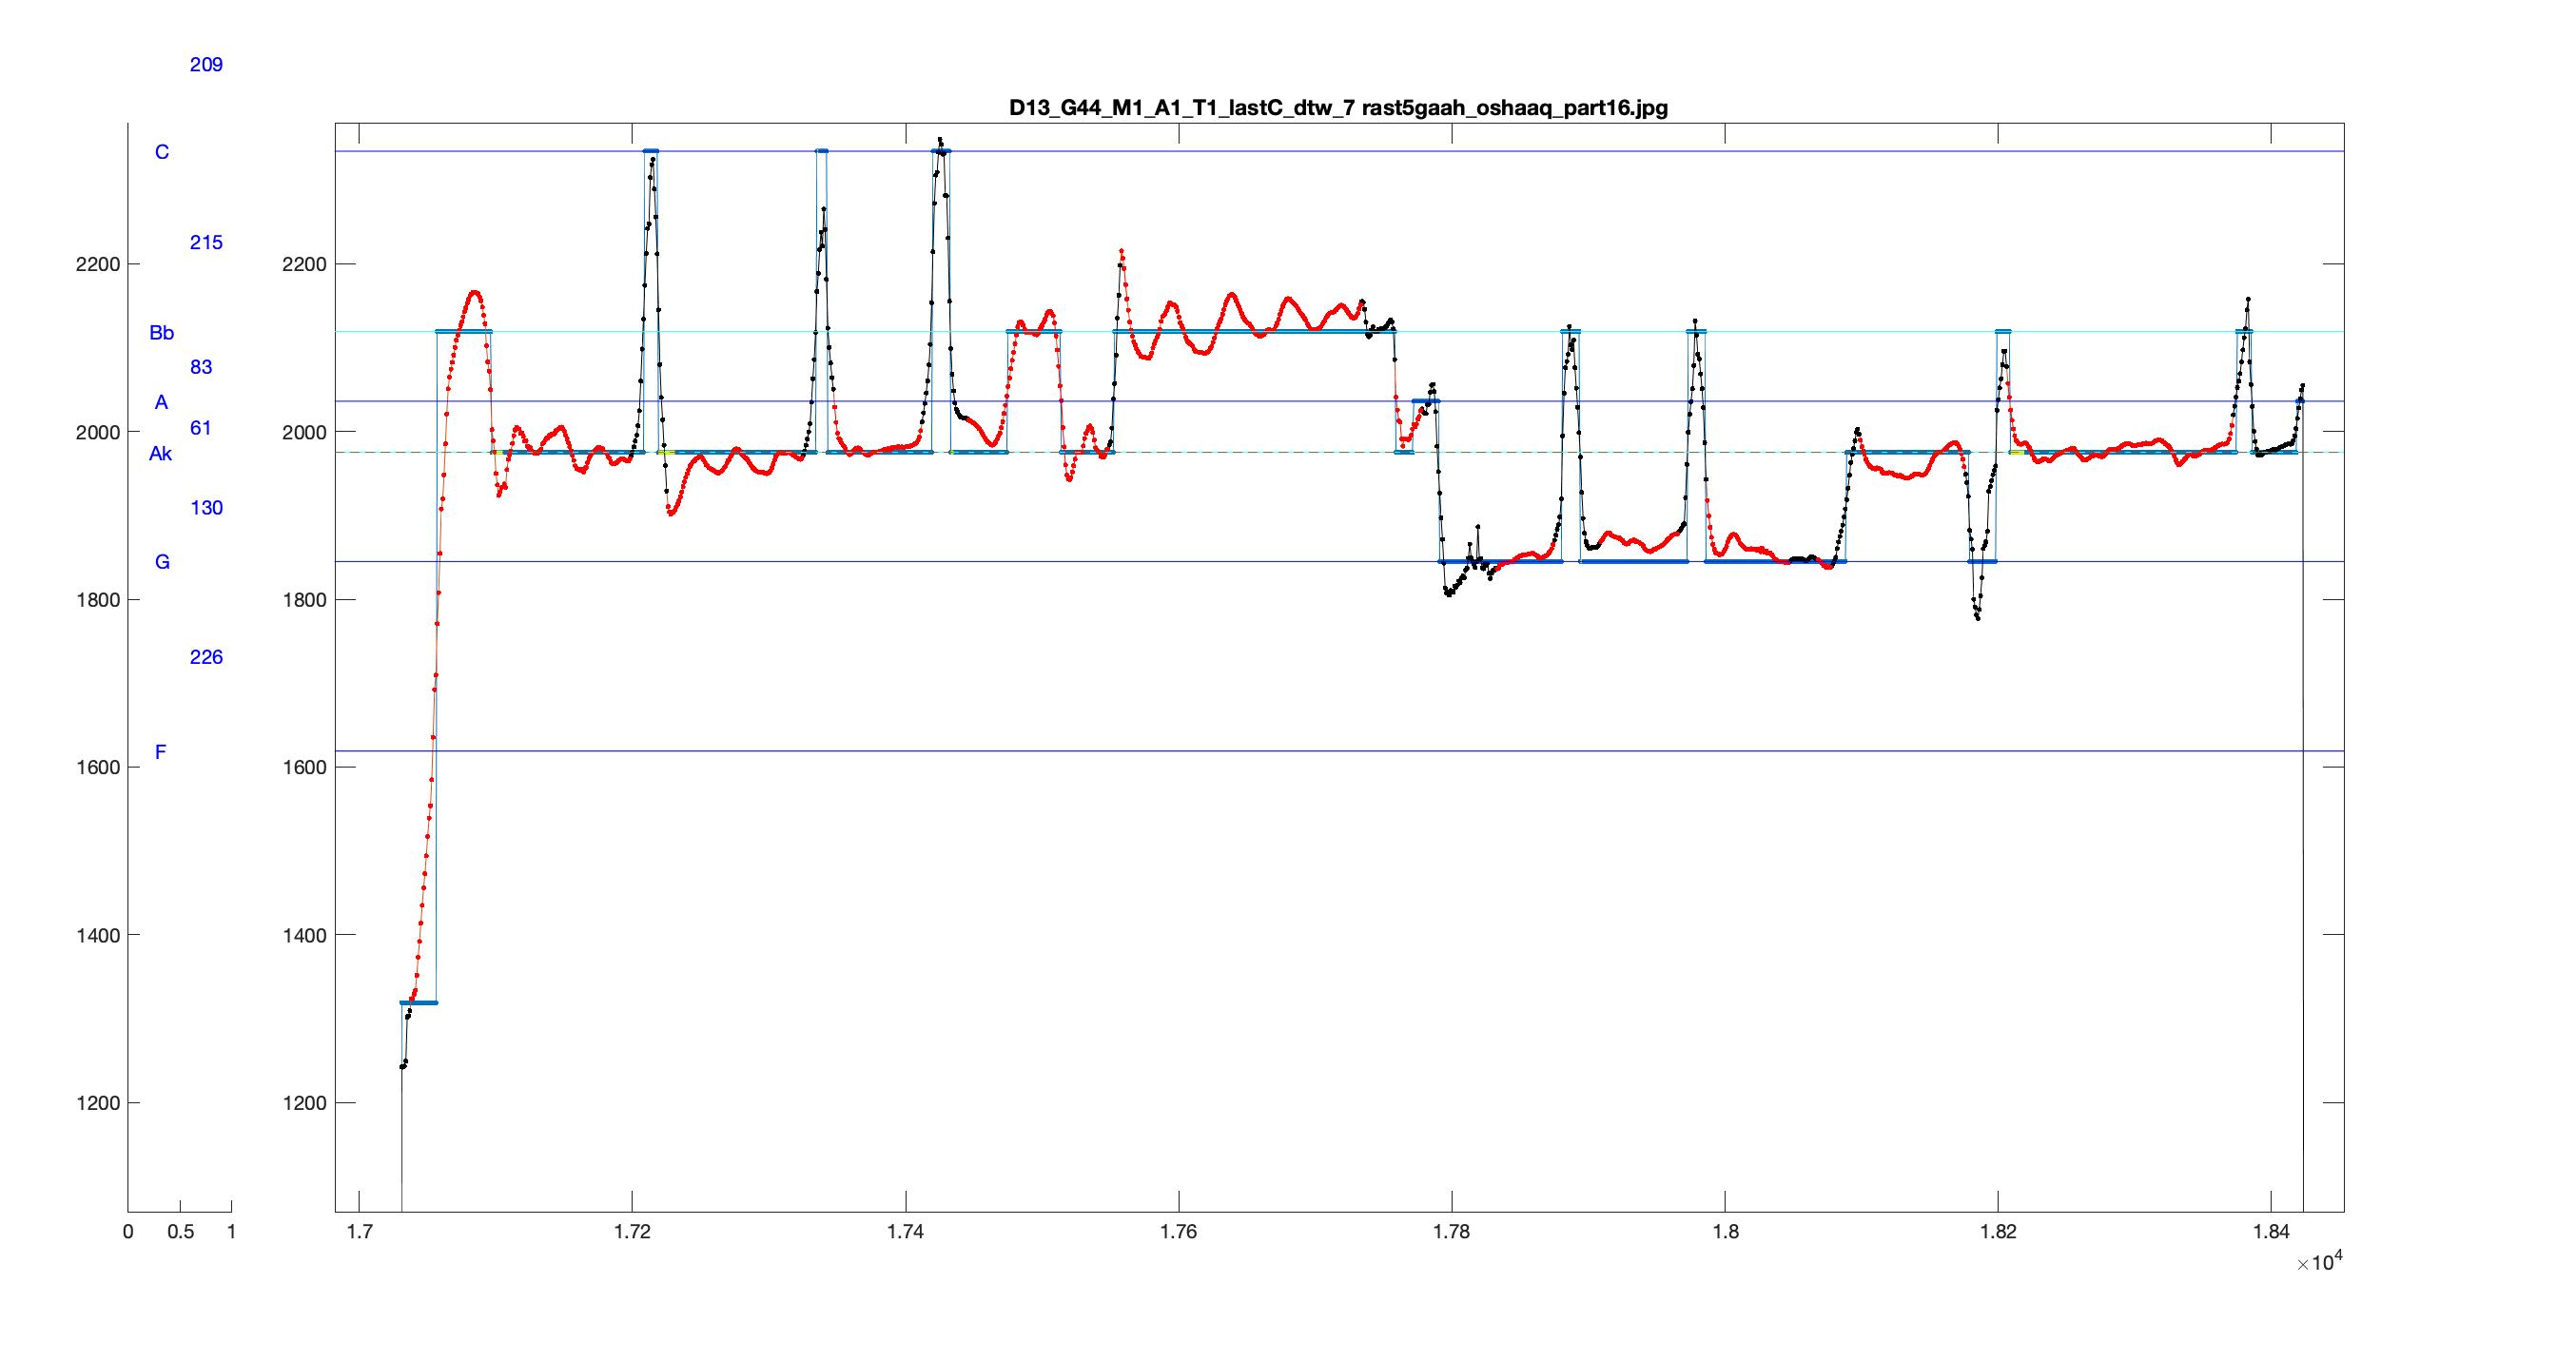 209
D13_G44_M1_A1_T1_lastC_dtw_7 rast5gaah_oshaaq_part16.jpg
C
215
2200 2200
Bb
83
A
61
2000 2000
Ak
130
G
1800 1800
226
F
1600 1600
1400 1400
1200 1200
0 0.5 1 1.7 1.72 1.74 1.76 1.78 1.8 1.82 1.84
×10⁴